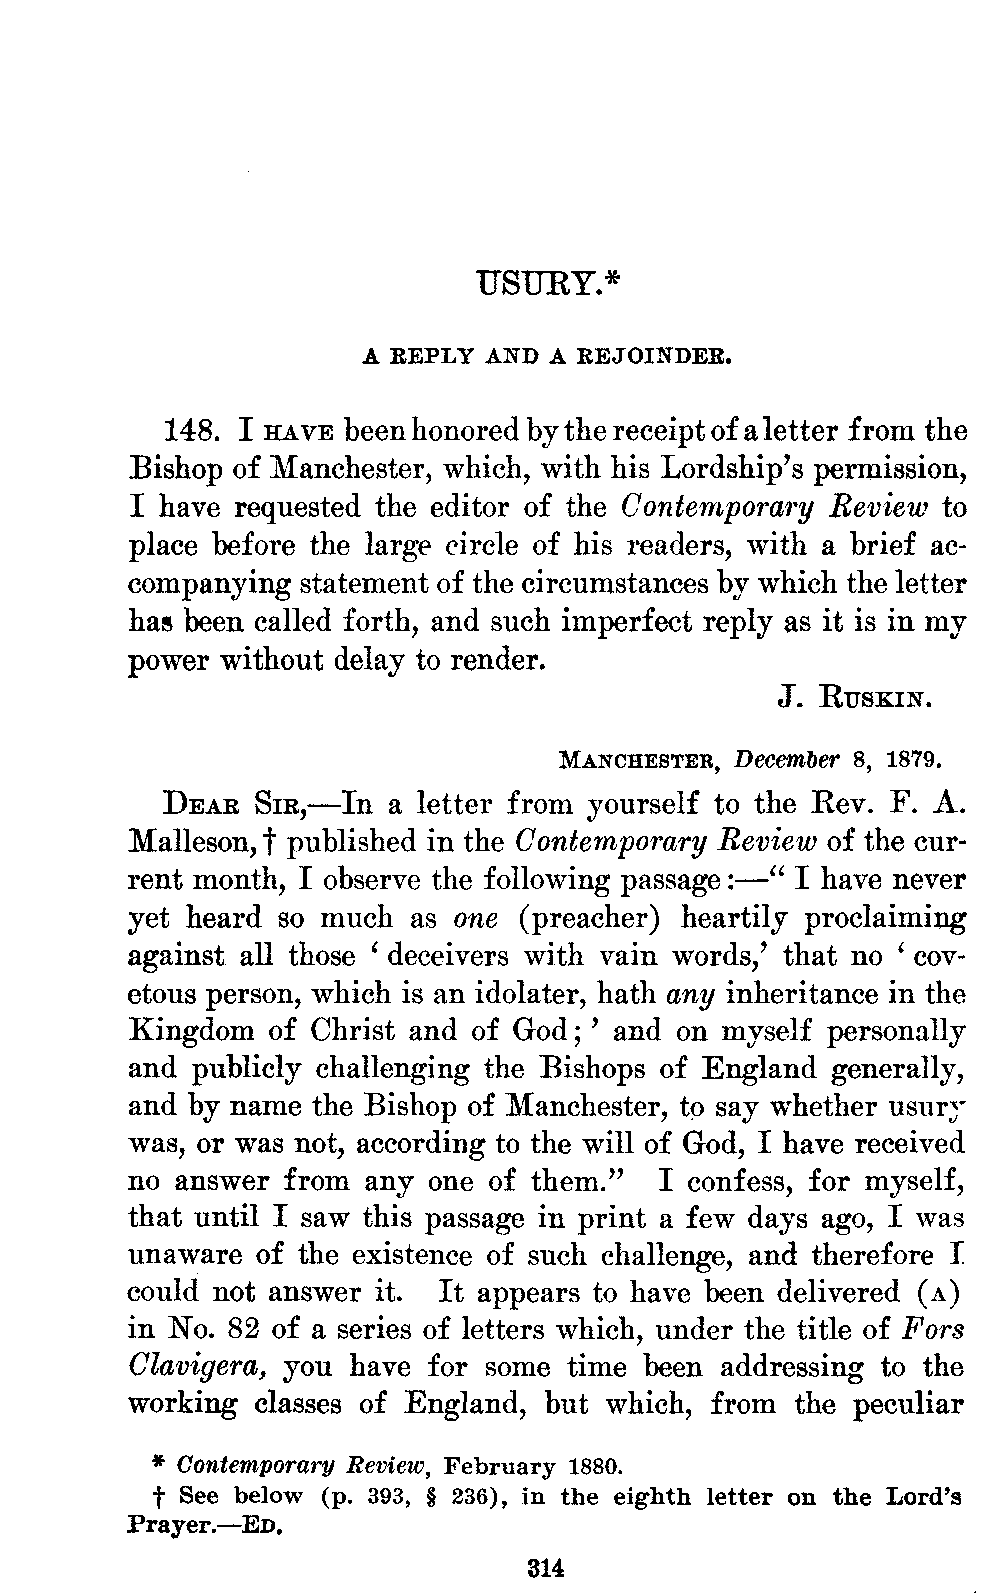 USURY.*
A REPLY AND A REJOINDER.
148. I HAVE been honored by the receipt of a letter from the
Bishop of Manchester, which, with his Lordship's permission,
I have requested the editor of the Contemporary Review to
place before the large circle of his readers, with a brief ac-
companying statement of the circumstances by which the letter
has been called forth, and such imperfect reply as it is in my
power without delay to render.
J. RUSKIN.
MANCHESTER, December 8, 1879.
DEAR SIR,—In a letter from yourself to the Rev. F. A.
Malleson,† published in the Contemporary Review of the cur-
rent month, I observe the following passage:—“ I have never
yet heard so much as one (preacher) heartily proclaiming
against all those ‘ deceivers with vain words,’ that no ‘ cov-
etous person, which is an idolater, hath any inheritance in the
Kingdom of Christ and of God; ’ and on myself personally
and publicly challenging the Bishops of England generally,
and by name the Bishop of Manchester, to say whether usury
was, or was not, according to the will of God, I have received
no answer from any one of them.” I confess, for myself,
that until I saw this passage in print a few days ago, I was
unaware of the existence of such challenge, and therefore I
could not answer it. It appears to have been delivered (A)
in No. 82 of a series of letters which, under the title of Fors
Clavigera, you have for some time been addressing to the
working classes of England, but which, from the peculiar
* Contemporary Review, February 1880.
† See below (p. 393, § 236), in the eighth letter on the Lord's
Prayer.—ED.
314